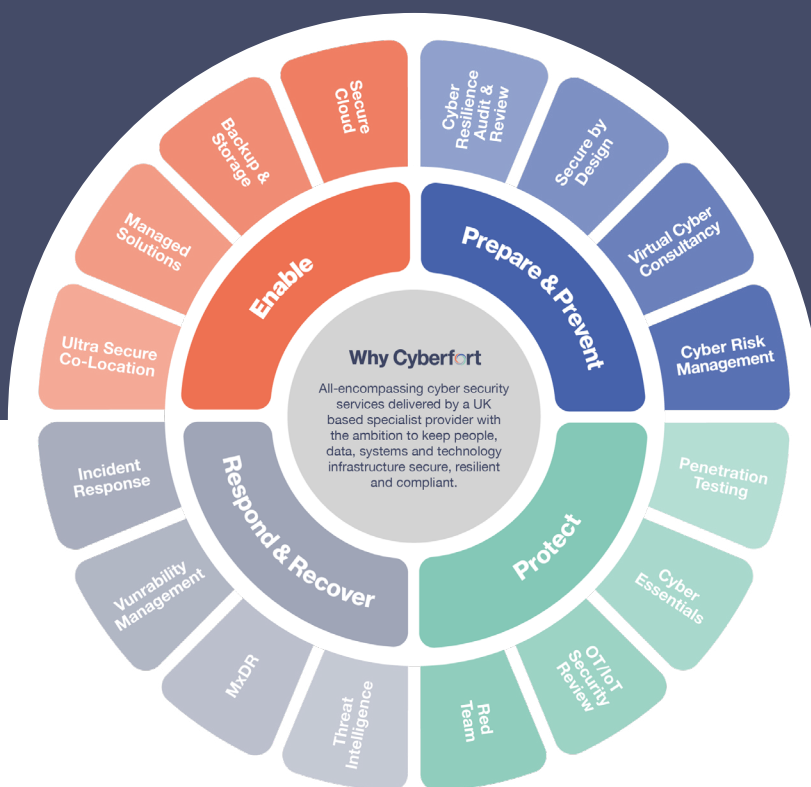 Why Cyberfort
All-encompassing cyber security
services delivered by a UK
based specialist provider with
the ambition to keep people,
data, systems and technology
infrastructure secure, resilient
and compliant.
Prepare & Prevent
Cyber
Resilience
Audit &
Review
Secure by
Design
Virtual Cyber
Consultancy
Cyber Risk
Management
Protect
Penetration
Testing
Cyber
Essentials
OT/IoT
Security
Review
Red
Team
Respond & Recover
Threat
Intelligence
MxDR
Vunrability
Management
Incident
Response
Enable
Ultra Secure
Co-Location
Managed
Solutions
Backup &
Storage
Secure
Cloud